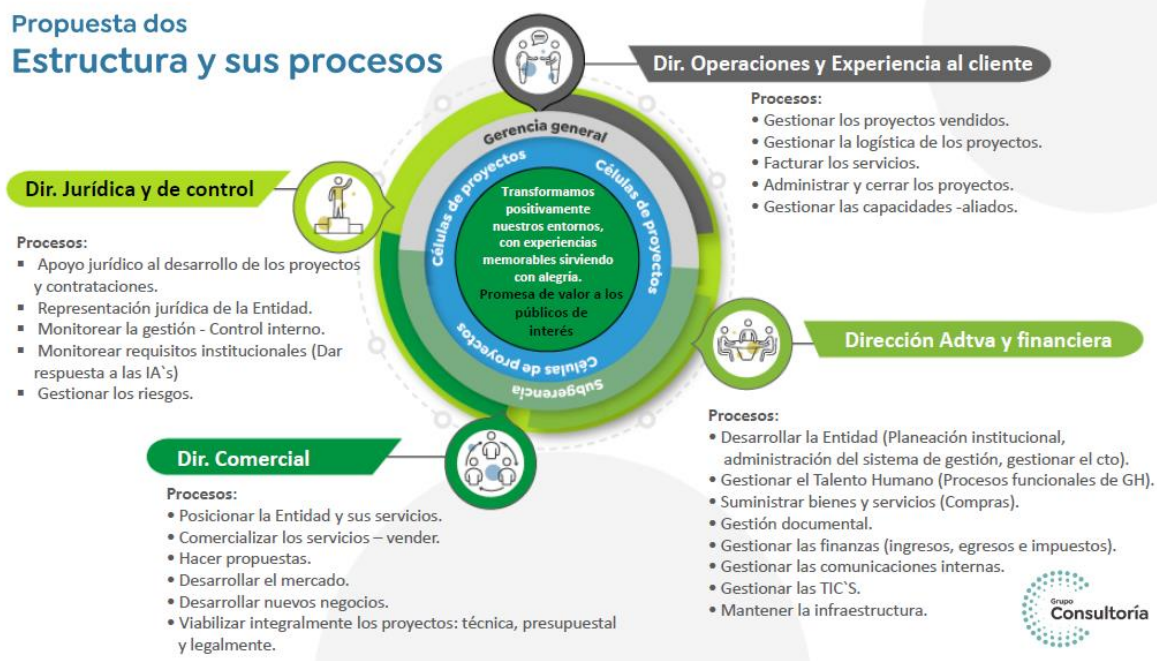 Propuesta dos
Estructura y sus procesos
Dir. Operaciones y Experiencia al cliente
Procesos:
• Gestionar los proyectos vendidos.
• Gestionar la logística de los proyectos.
• Facturar los servicios.
• Administrar y cerrar los proyectos.
• Gestionar las capacidades -aliados.
Gerencia general
Células de proyectos
Células de proyectos
Transformamos
positivamente
nuestros entornos,
con experiencias
memorables sirviendo
con alegría.
Promesa de valor a los
públicos de
interés
Células de proyectos
Subgerencia
Dir. Jurídica y de control
Procesos:
▪ Apoyo jurídico al desarrollo de los proyectos
y contrataciones.
▪ Representación jurídica de la Entidad.
▪ Monitorear la gestión - Control interno.
▪ Monitorear requisitos institucionales (Dar
respuesta a las IA`s)
▪ Gestionar los riesgos.
Dirección Adtva y financiera
Procesos:
• Desarrollar la Entidad (Planeación institucional,
administración del sistema de gestión, gestionar el cto).
• Gestionar el Talento Humano (Procesos funcionales de GH).
• Suministrar bienes y servicios (Compras).
• Gestión documental.
• Gestionar las finanzas (ingresos, egresos e impuestos).
• Gestionar las comunicaciones internas.
• Gestionar las TIC`S.
• Mantener la infraestructura.
Dir. Comercial
Procesos:
• Posicionar la Entidad y sus servicios.
• Comercializar los servicios – vender.
• Hacer propuestas.
• Desarrollar el mercado.
• Desarrollar nuevos negocios.
• Viabilizar integralmente los proyectos: técnica, presupuestal
y legalmente.
Grupo
Consultoría